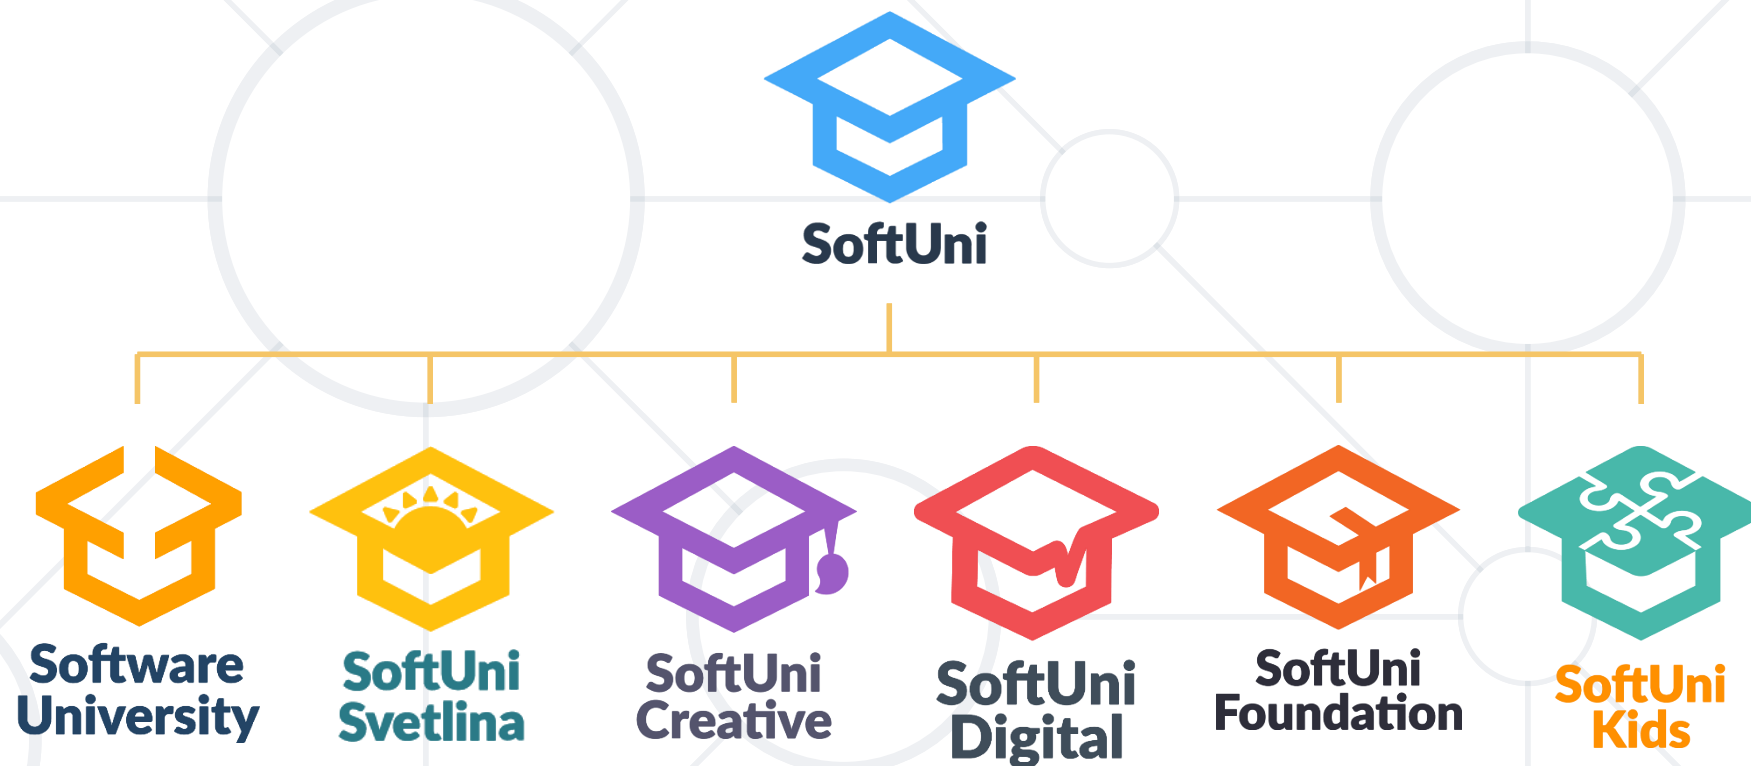 SoftUni
Software
University
SoftUni
Svetlina
SoftUni
Creative
SoftUni
Digital
SoftUni
Foundation
SoftUni
Kids